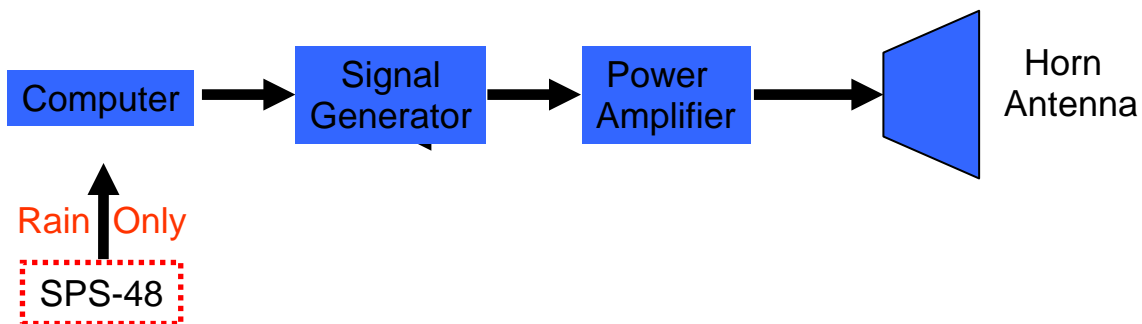 Computer
Signal
Generator
Power
Amplifier
Horn
Antenna
Rain Only
SPS-48